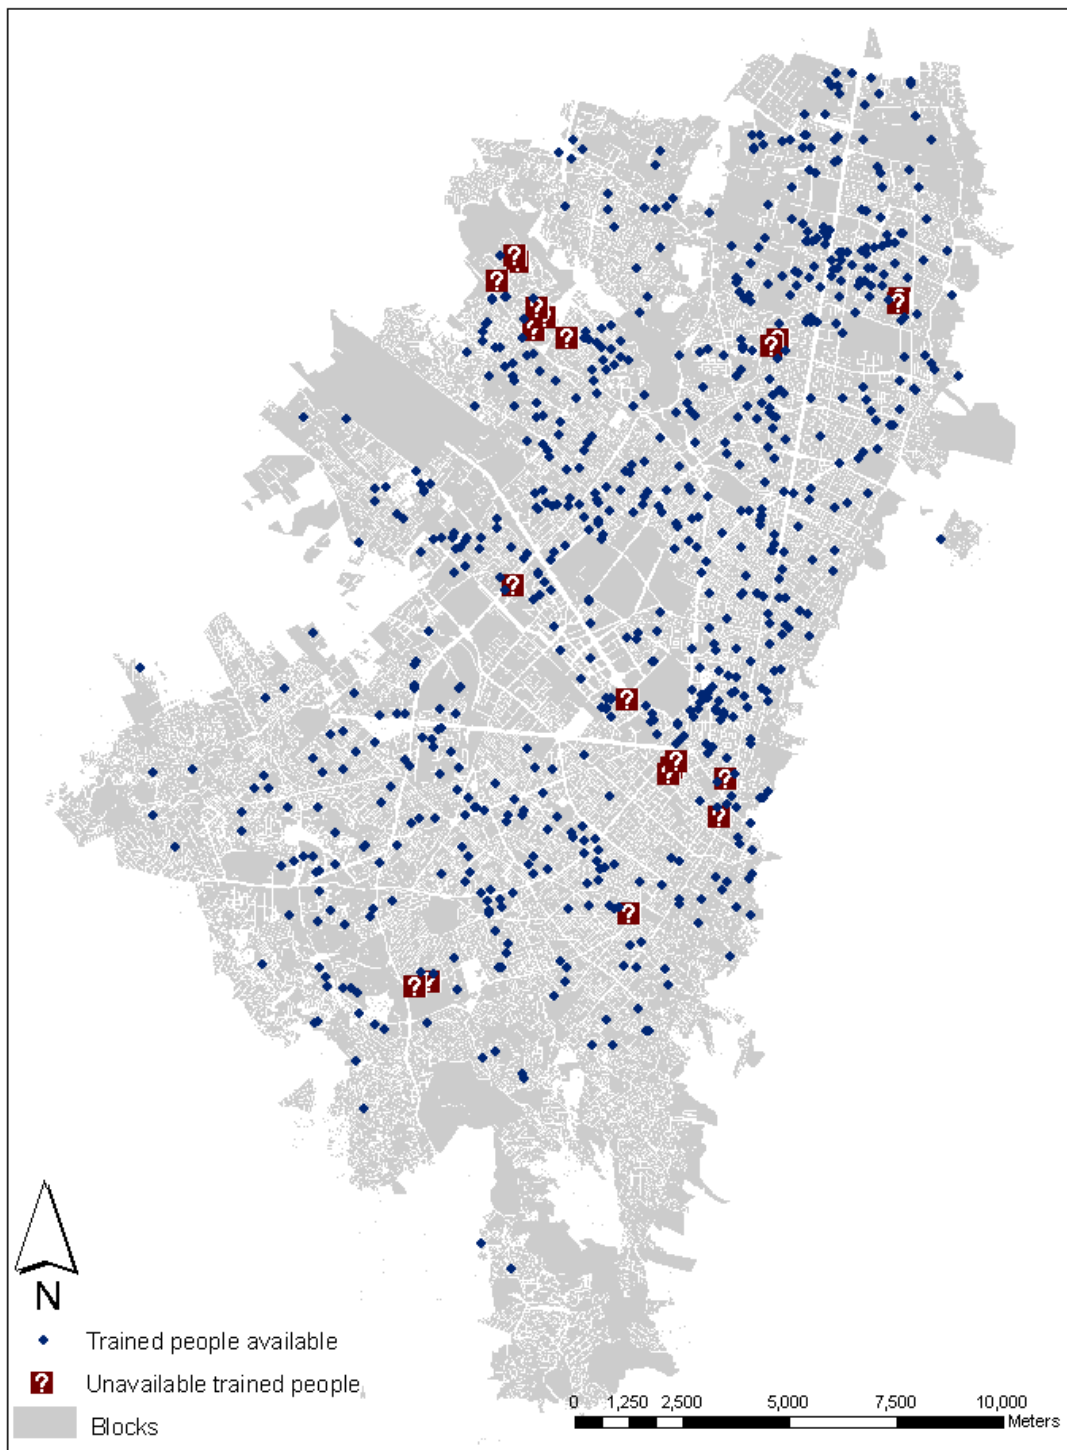 N
Trained people available
? Unavailable trained people
Blocks
0 1,250 2,500 5,000 7,500 10,000
Meters